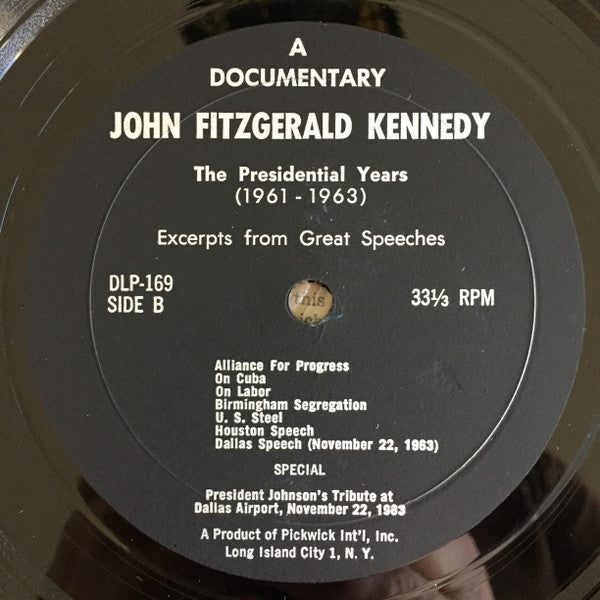 A
DOCUMENTARY
JOHN FITZGERALD KENNEDY
The Presidential Years
(1961 - 1963)
Excerpts from Great Speeches
DLP-169
SIDE B
this
33⅓ RPM
Alliance For Progress
On Cuba
On Labor
Birmingham Segregation
U. S. Steel
Houston Speech
Dallas Speech (November 22, 1963)
SPECIAL
President Johnson's Tribute at
Dallas Airport, November 22, 1963
A Product of Pickwick Int'l, Inc.
Long Island City 1, N. Y.